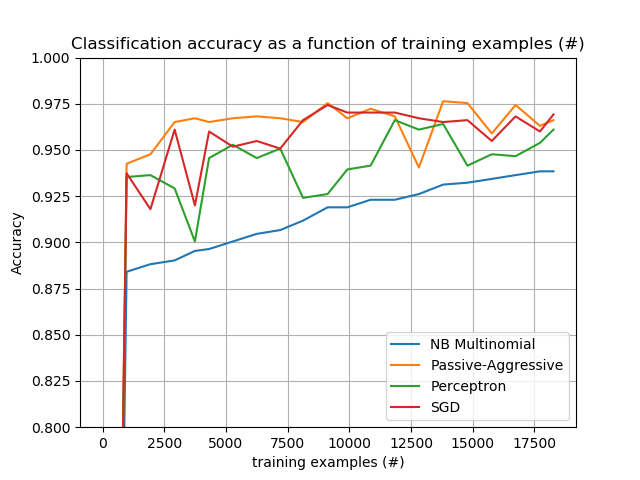 Classification accuracy as a function of training examples (#)
1.000
0.975
0.950
0.925
0.900
0.875
0.850
0.825
0.800
Accuracy
NB Multinomial
Passive-Aggressive
Perceptron
SGD
0 2500 5000 7500 10000 12500 15000 17500
training examples (#)